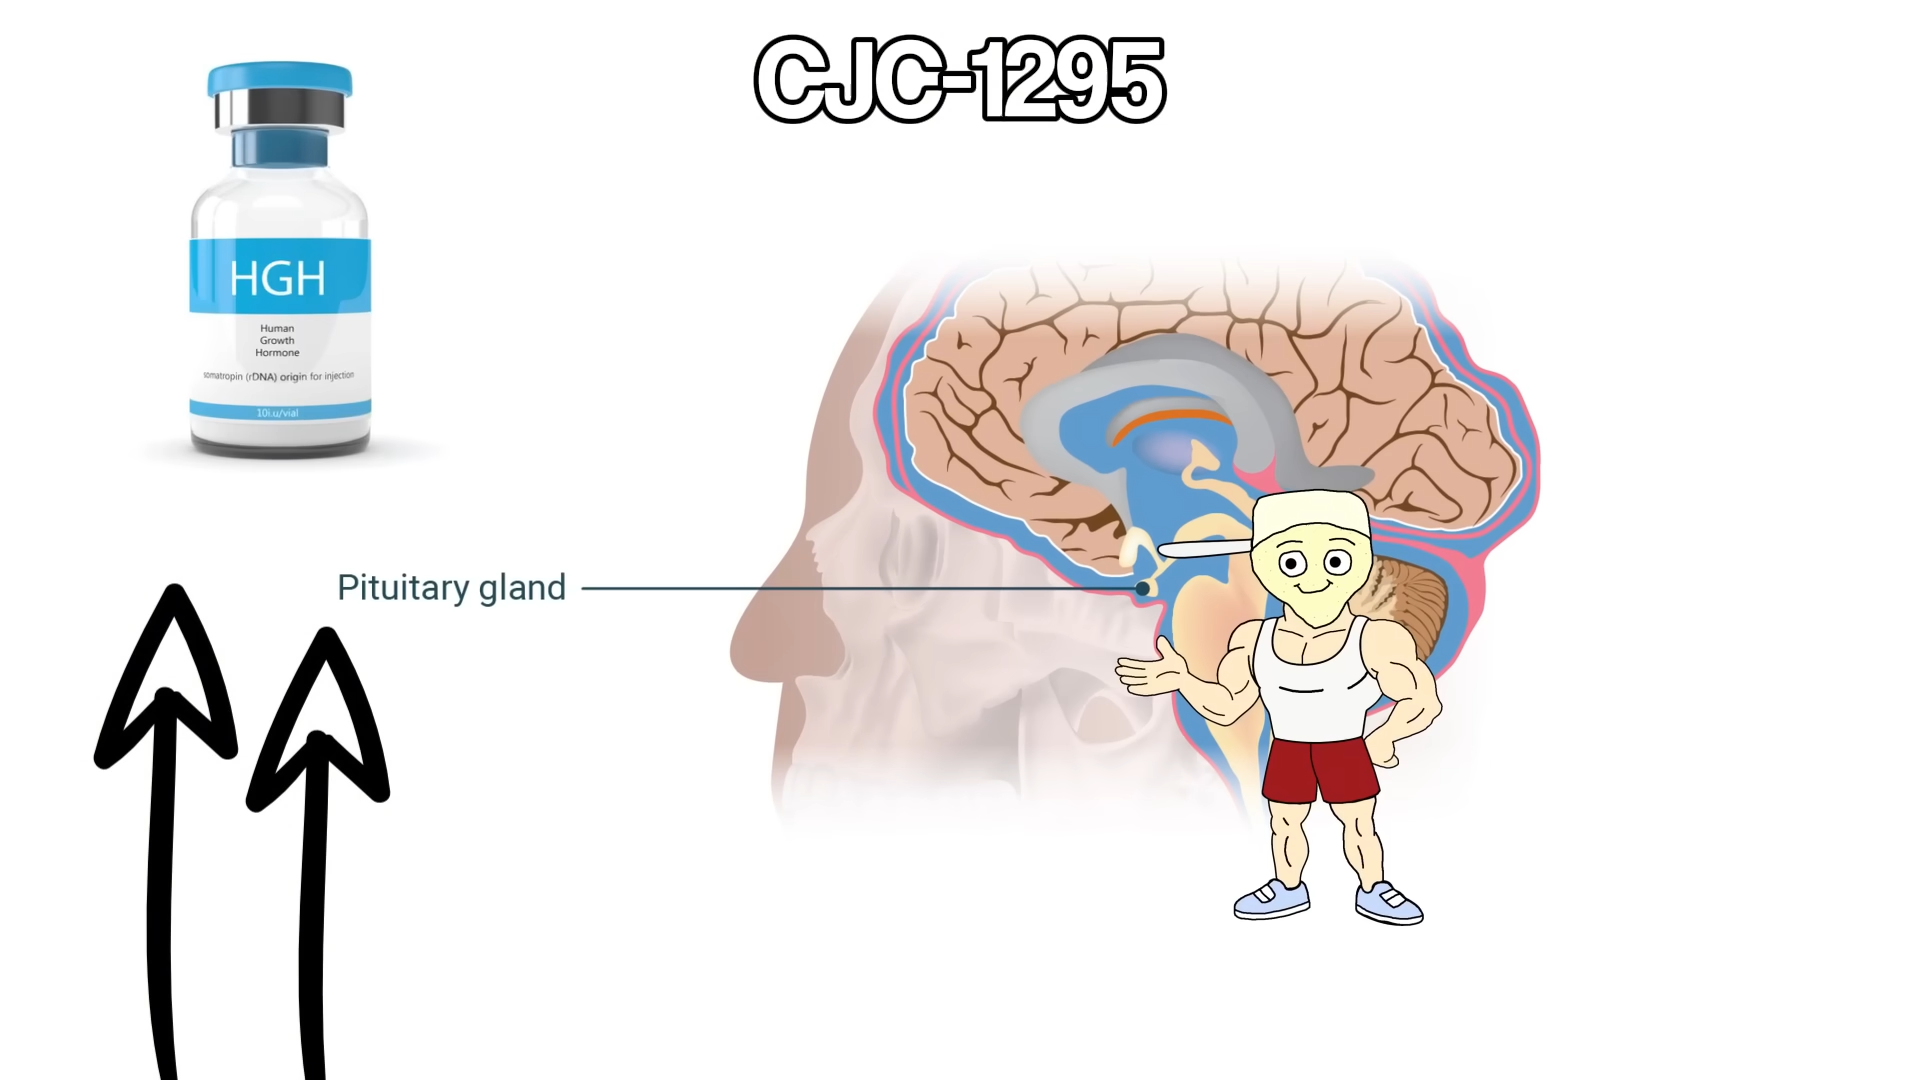 CJC-1295
HGH
Human
Growth
Hormone
somatropin (rDNA) origin for injection
10i.u/vial
Pituitary gland